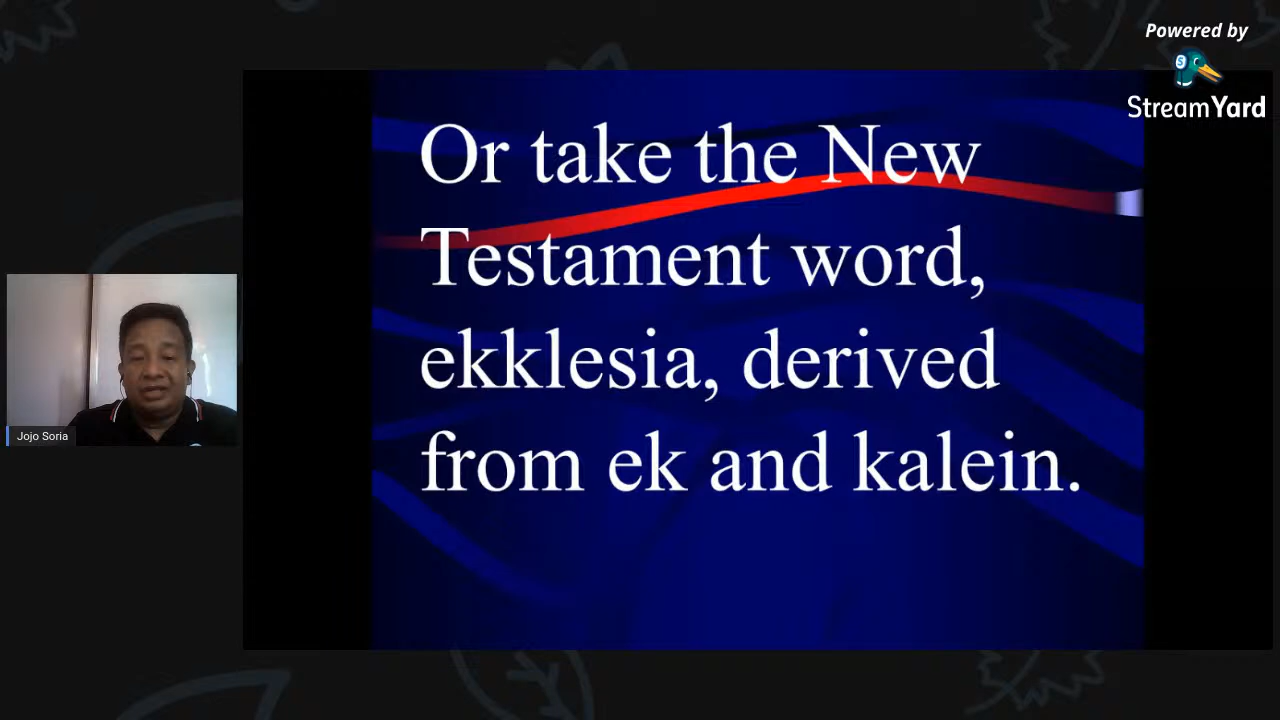 Powered by
StreamYard
Or take the New
Testament word,
ekklesia, derived
from ek and kalein.
Jojo Soria